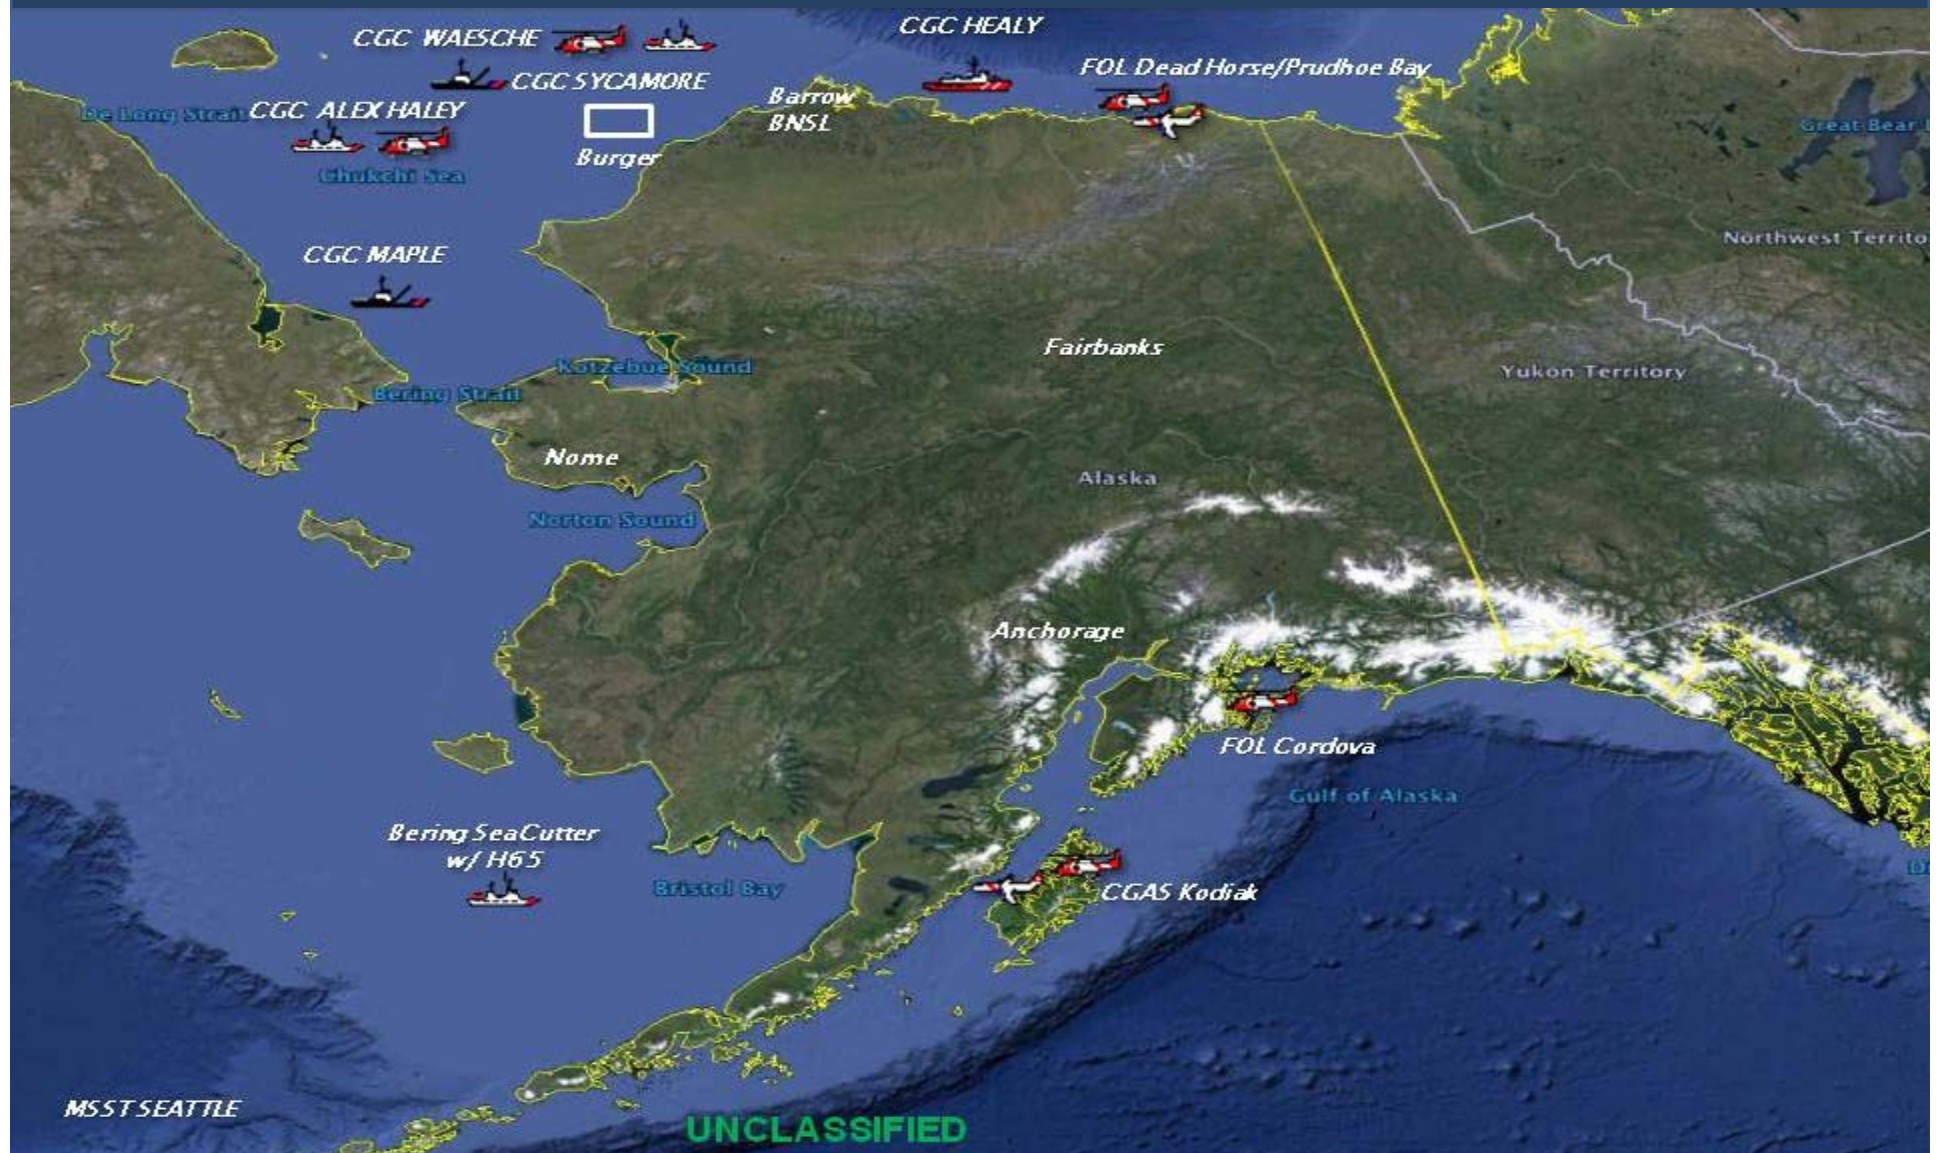 CGC HEALY
CGC WAESCHE
FOL Dead Horse/Prudhoe Bay
CGC SYCAMORE
Barrow
BNSL
De Long Strait
CGC ALEX HALEY
Great Bear
Burger
Chukchi Sea
Northwest Territo
CGC MAPLE
Fairbanks
Kotzebue Sound
Yukon Territory
Bering Strait
Nome
Alaska
Norton Sound
Anchorage
FOL Cordova
Gulf of Alaska
Bering Sea Cutter
w/ H65
Bristol Bay
CGAS Kodiak
MSST SEATTLE
UNCLASSIFIED